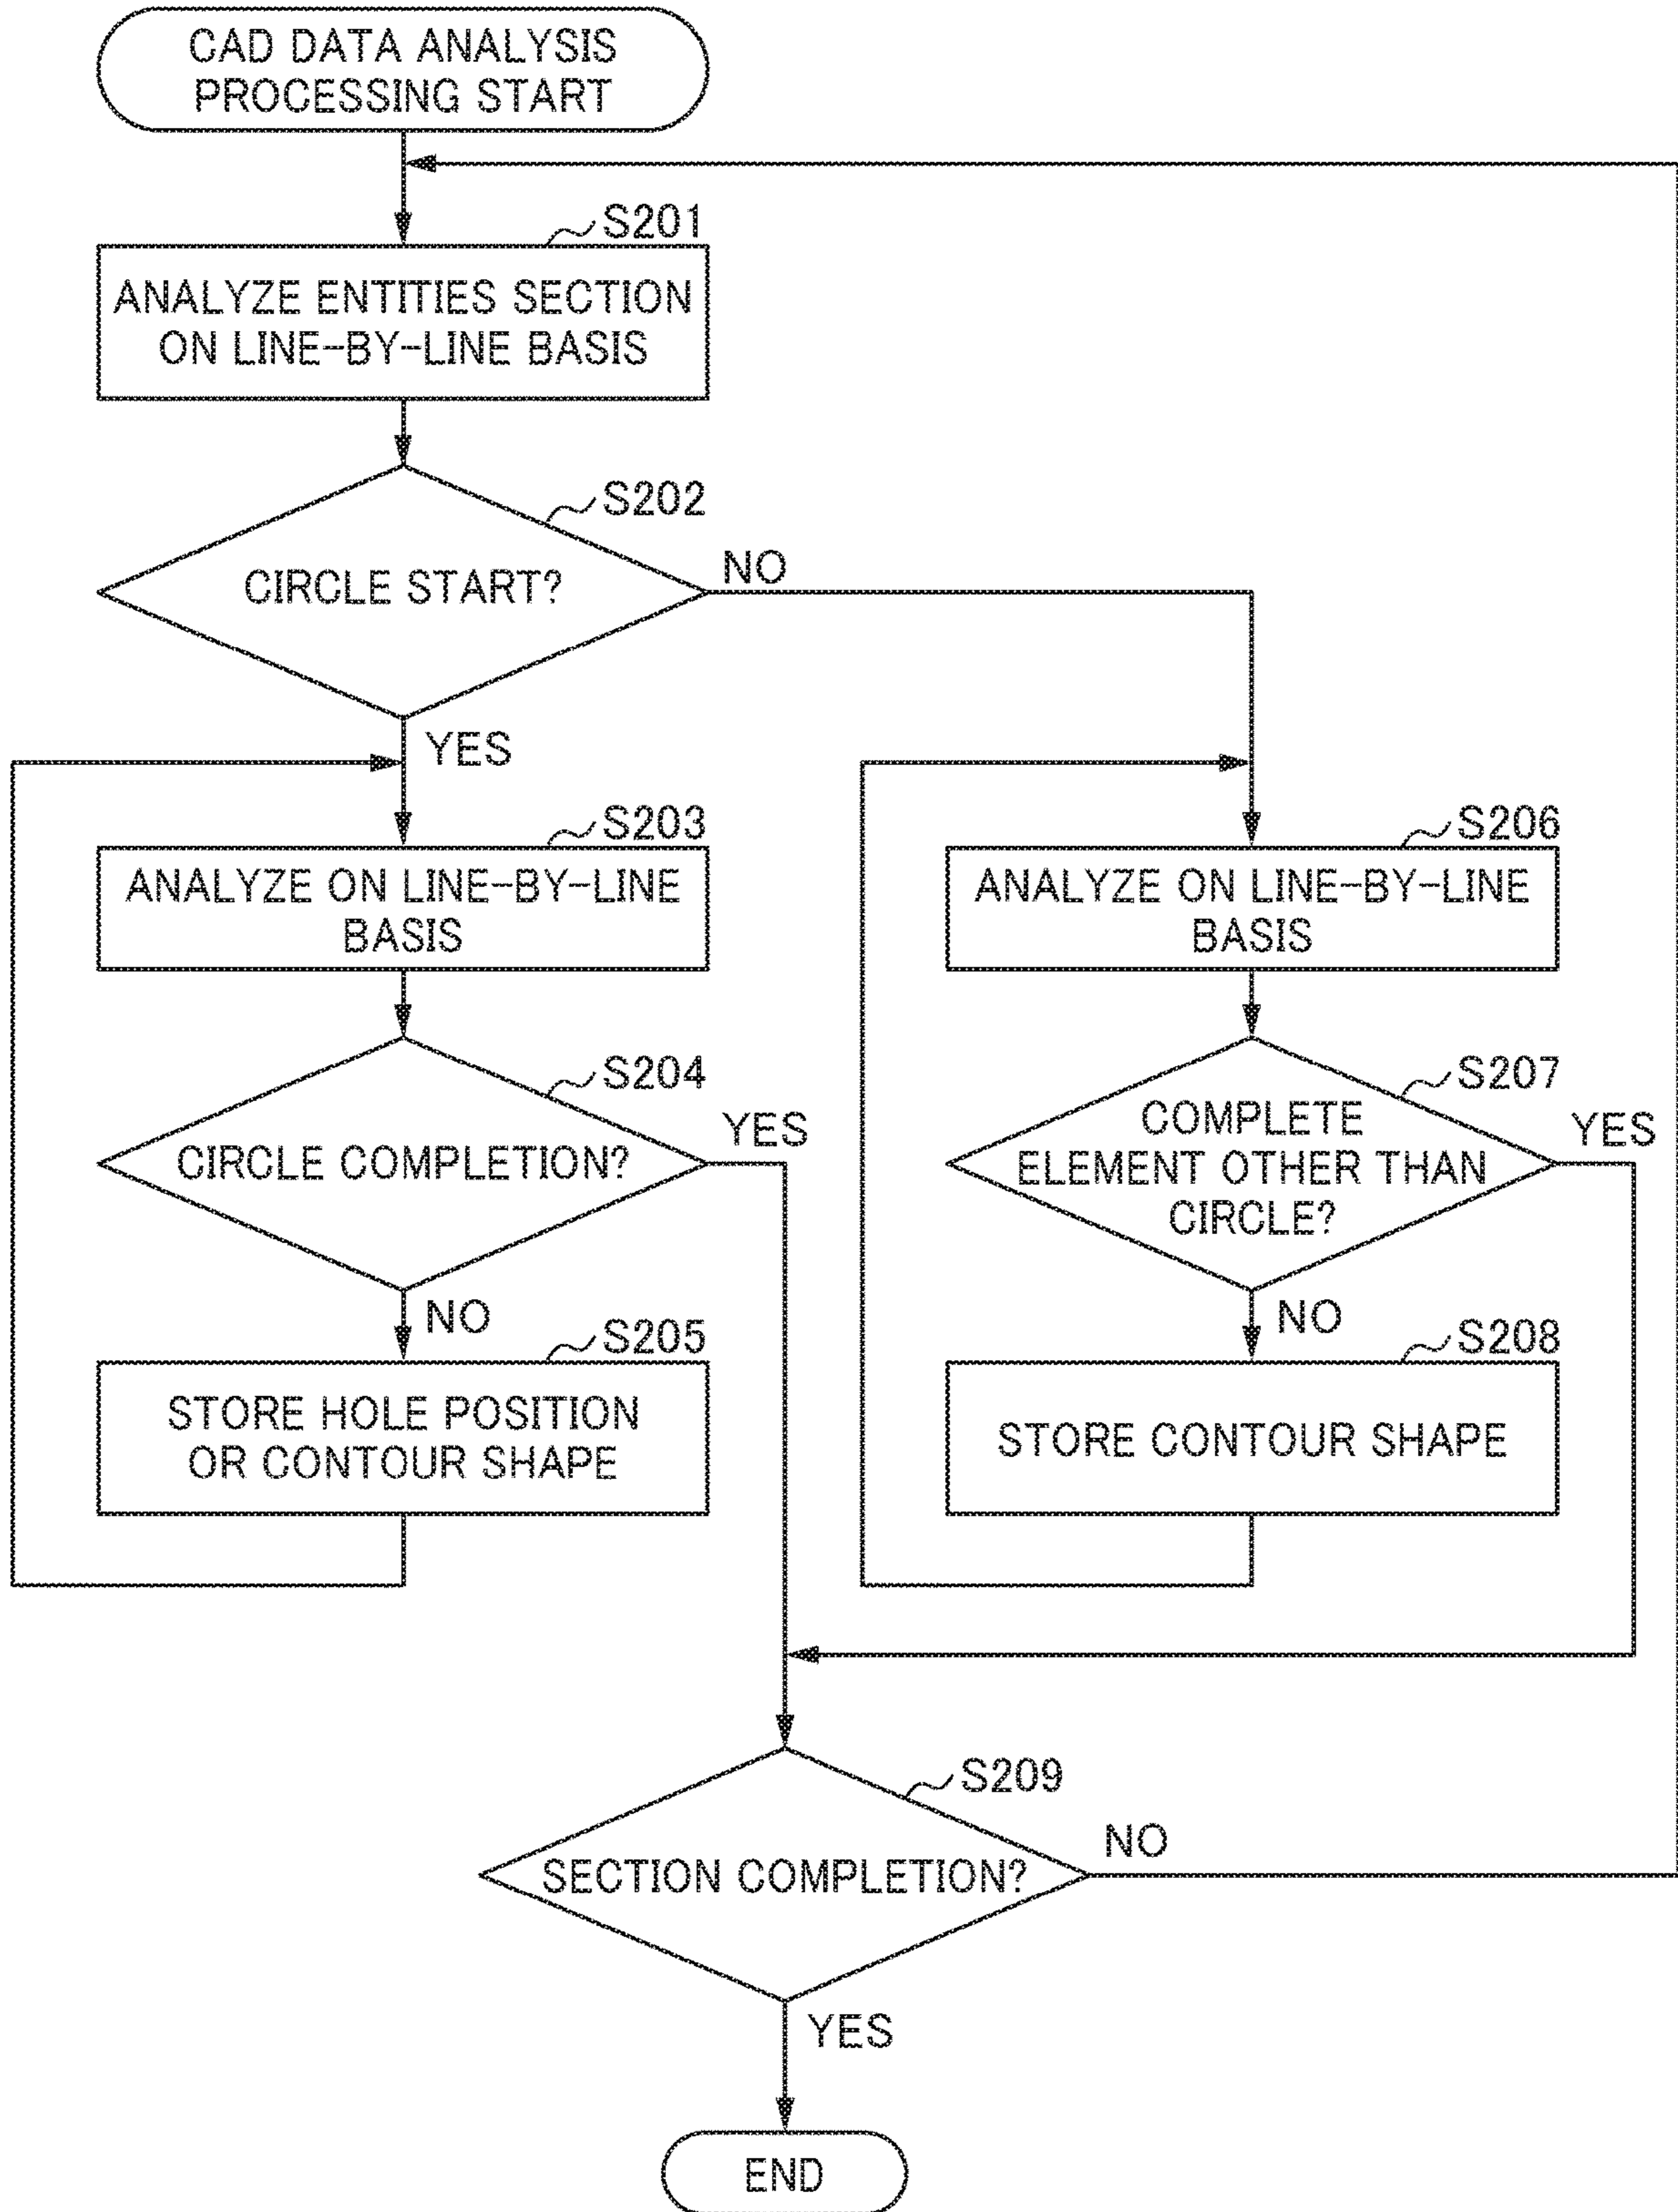 CAD DATA ANALYSIS
PROCESSING START
S201
ANALYZE ENTITIES SECTION
ON LINE-BY-LINE BASIS
S202
CIRCLE START?
NO
YES
S203
ANALYZE ON LINE-BY-LINE
BASIS
S206
ANALYZE ON LINE-BY-LINE
BASIS
S204
CIRCLE COMPLETION?
YES
S207
COMPLETE
ELEMENT OTHER THAN
CIRCLE?
YES
NO
NO
S205
STORE HOLE POSITION
OR CONTOUR SHAPE
S208
STORE CONTOUR SHAPE
S209
SECTION COMPLETION?
NO
YES
END